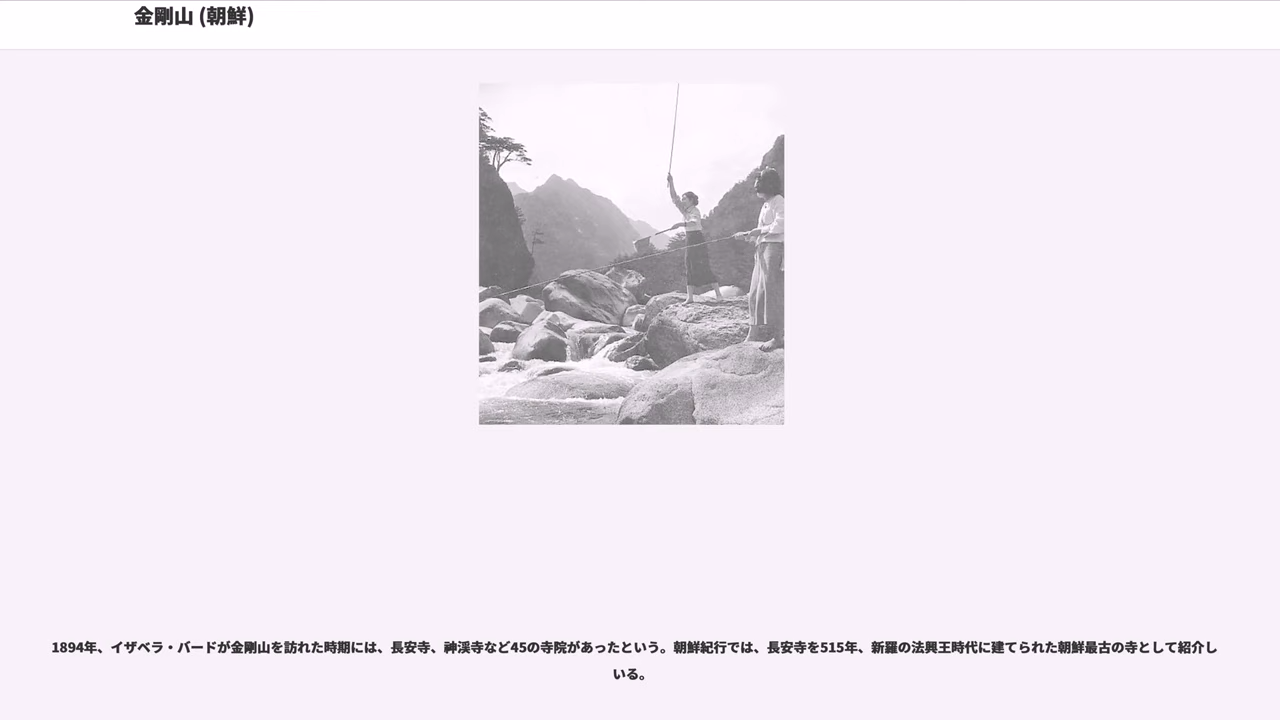 金剛山 (朝鮮)
1894年、イザベラ・バードが金剛山を訪れた時期には、長安寺、神渓寺など45の寺院があったという。朝鮮紀行では、長安寺を515年、新羅の法興王時代に建てられた朝鮮最古の寺として紹介し
いる。